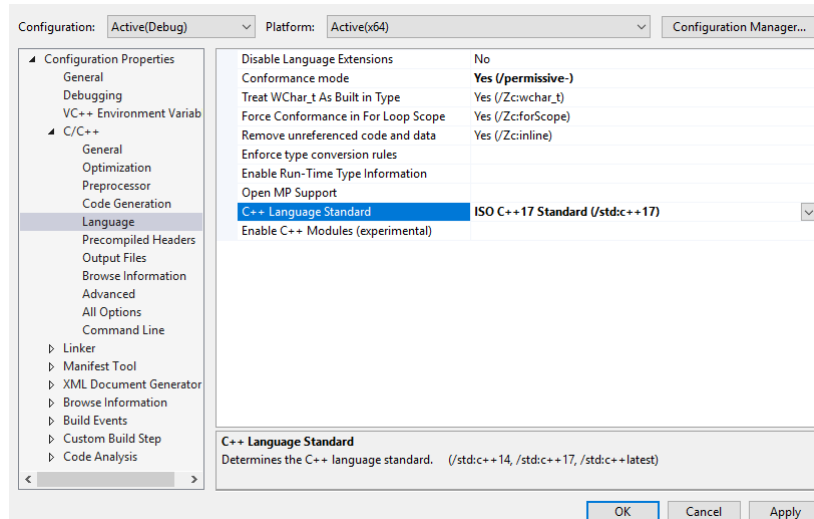 Configuration: Active(Debug) Platform: Active(x64) Configuration Manager...
Configuration Properties
General
Debugging
VC++ Environment Variab
C/C++
General
Optimization
Preprocessor
Code Generation
Language
Precompiled Headers
Output Files
Browse Information
Advanced
All Options
Command Line
Linker
Manifest Tool
XML Document Generator
Browse Information
Build Events
Custom Build Step
Code Analysis
Disable Language Extensions No
Conformance mode Yes (/permissive-)
Treat WChar_t As Built in Type Yes (/Zc:wchar_t)
Force Conformance in For Loop Scope Yes (/Zc:forScope)
Remove unreferenced code and data Yes (/Zc:inline)
Enforce type conversion rules
Enable Run-Time Type Information
Open MP Support
C++ Language Standard ISO C++17 Standard (/std:c++17)
Enable C++ Modules (experimental)
C++ Language Standard
Determines the C++ language standard. (/std:c++14, /std:c++17, /std:c++latest)
OK Cancel Apply